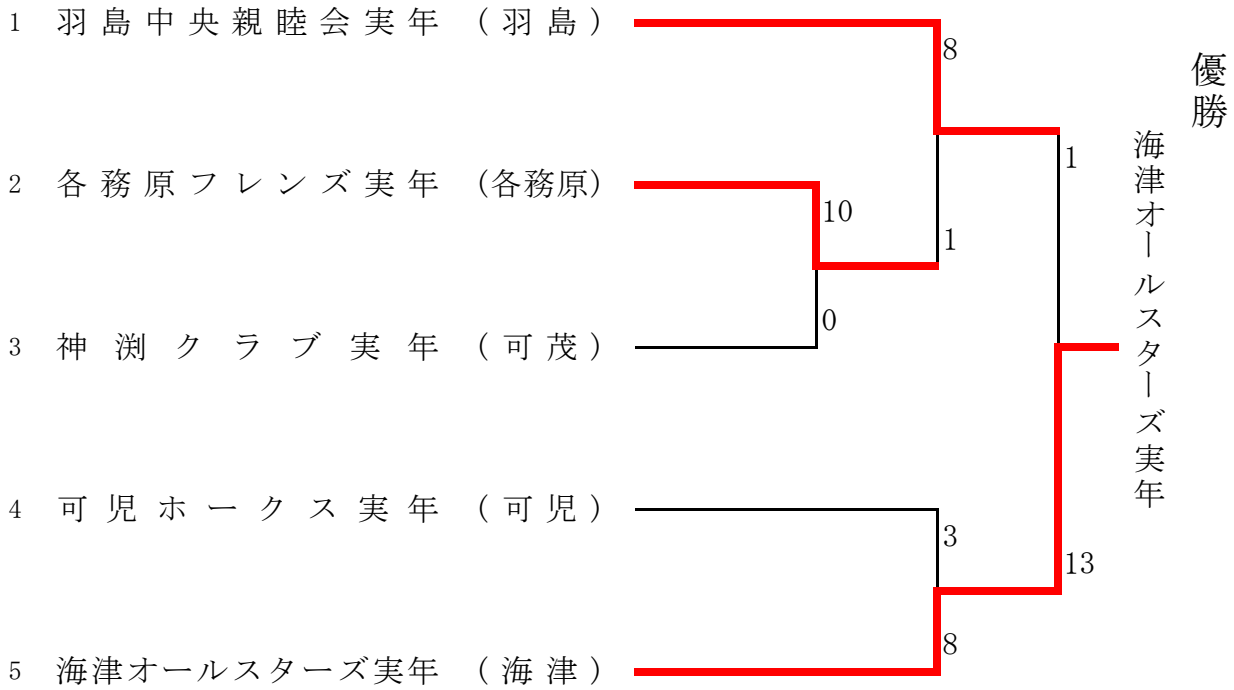 1 羽島中央親睦会実年 (羽島)
8
優勝
海津オールスターズ実年
1
2 各務原フレンズ実年 (各務原)
10
1
0
3 神渕クラブ実年 (可茂)
4 可児ホークス実年 (可児)
3
13
8
5 海津オールスターズ実年 (海津)